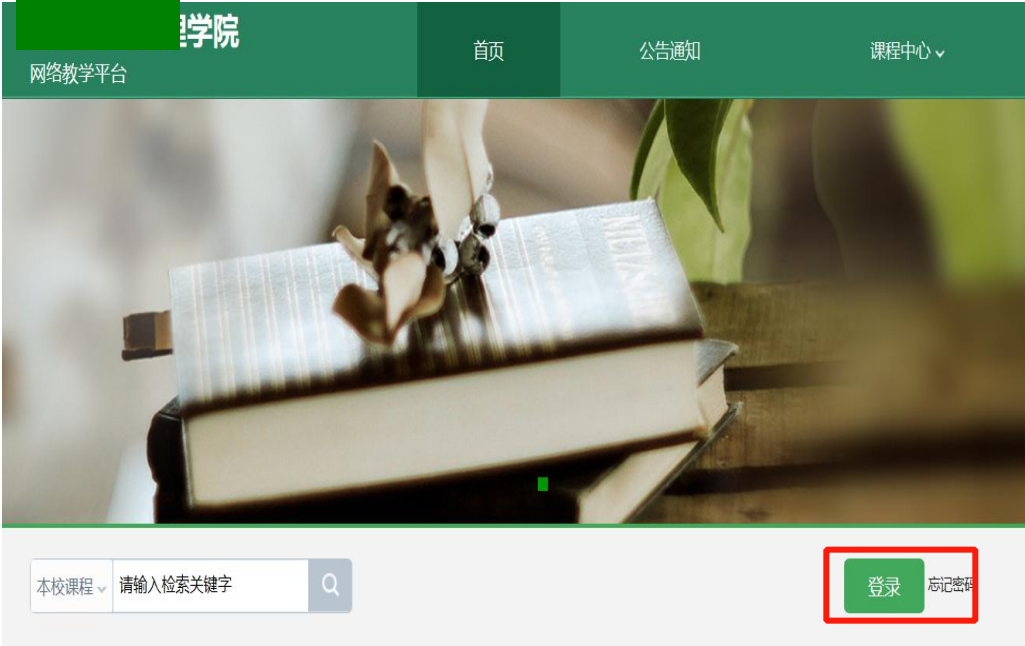 理学院
网络教学平台
首页
公告通知
课程中心
本校课程
请输入检索关键字
登录
忘记密码